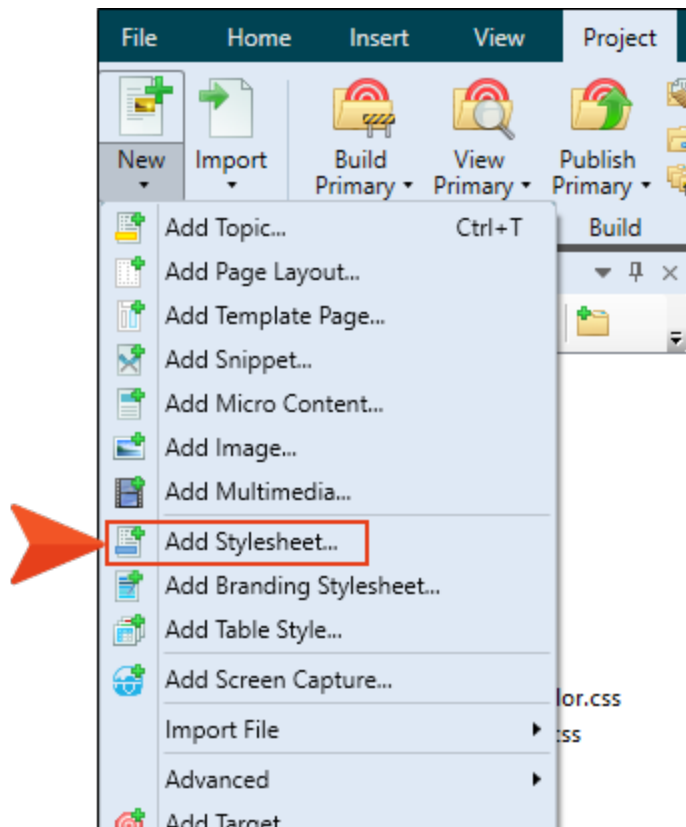 File Home Insert View Project
New Import Build View Publish
Primary Primary Primary
Add Topic... Ctrl+T Build
Add Page Layout...
Add Template Page...
Add Snippet...
Add Micro Content...
Add Image...
Add Multimedia...
Add Stylesheet...
Add Branding Stylesheet...
Add Table Style...
Add Screen Capture...
lor.css
Import File
ss
Advanced
Add Target